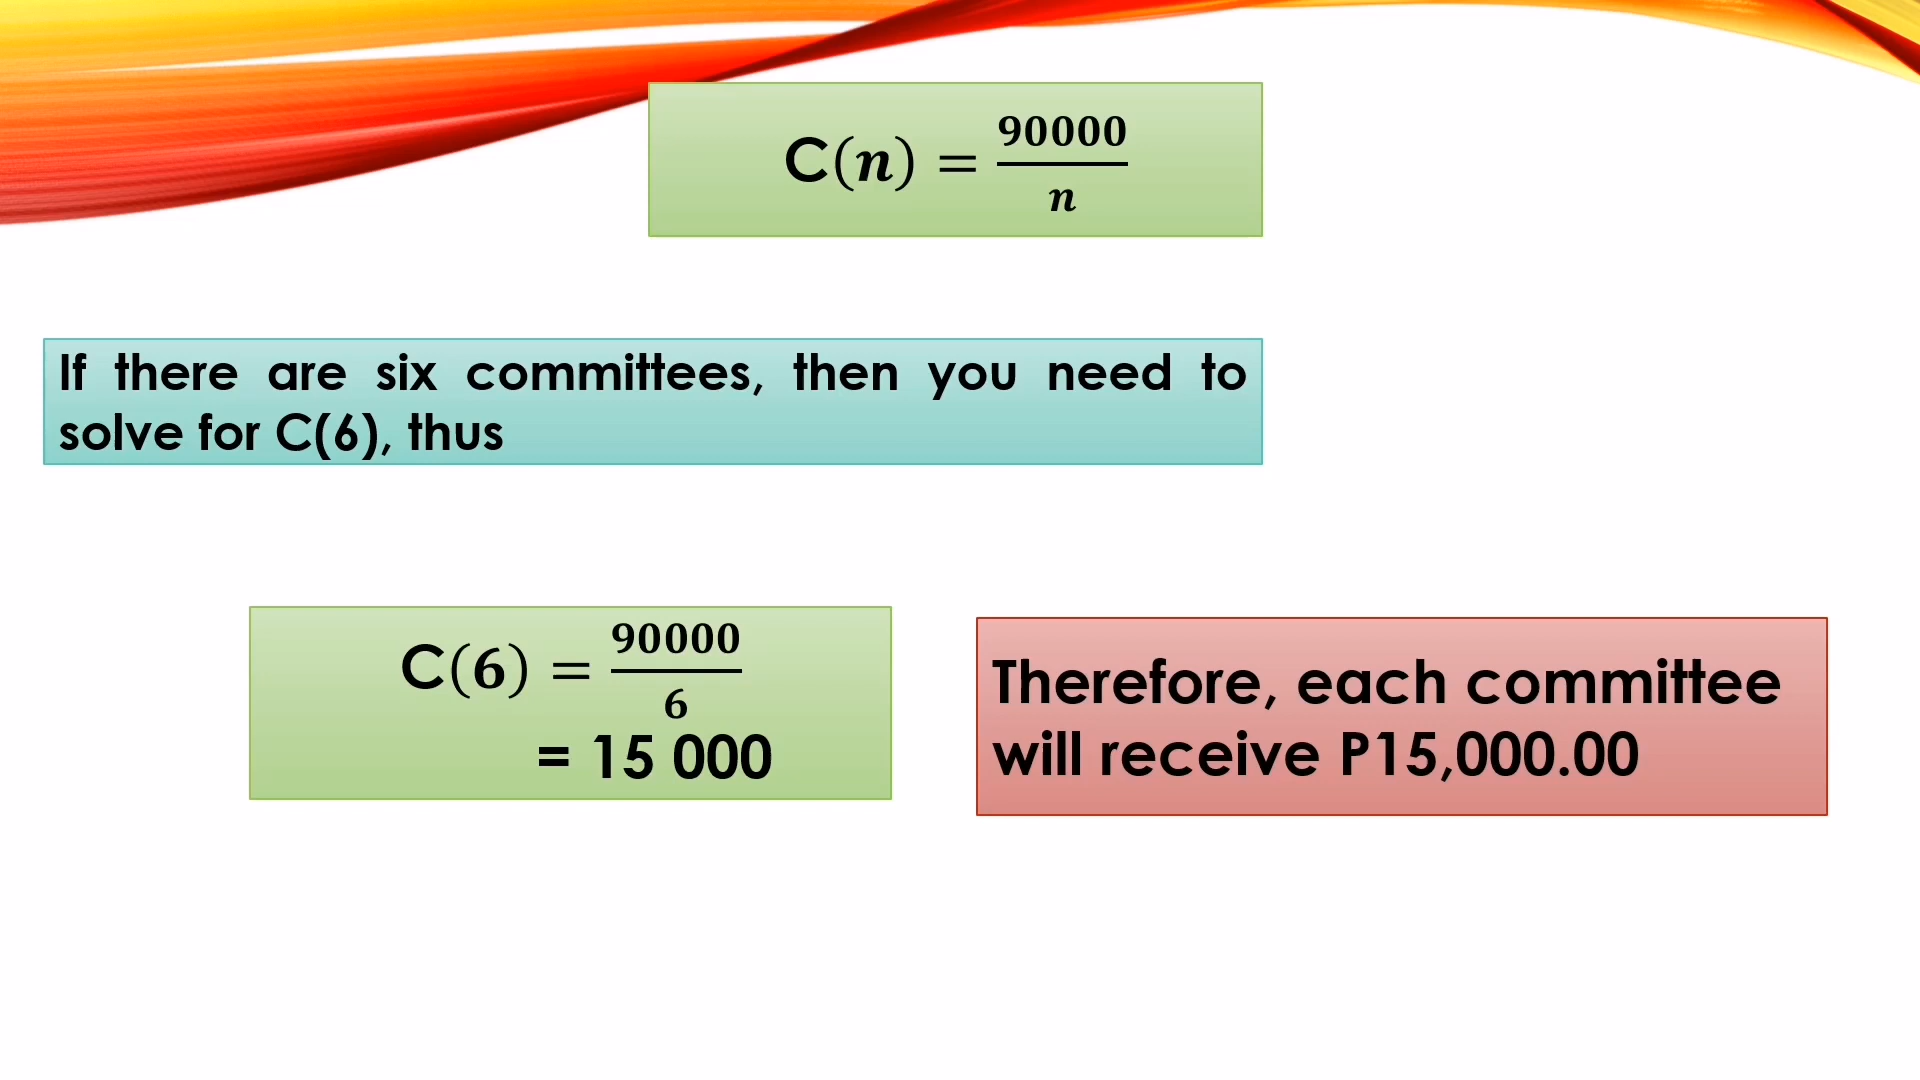 C(n) = 90000/n
If there are six committees, then you need to
solve for C(6), thus
C(6) = 90000/6
= 15 000
Therefore, each committee
will receive P15,000.00